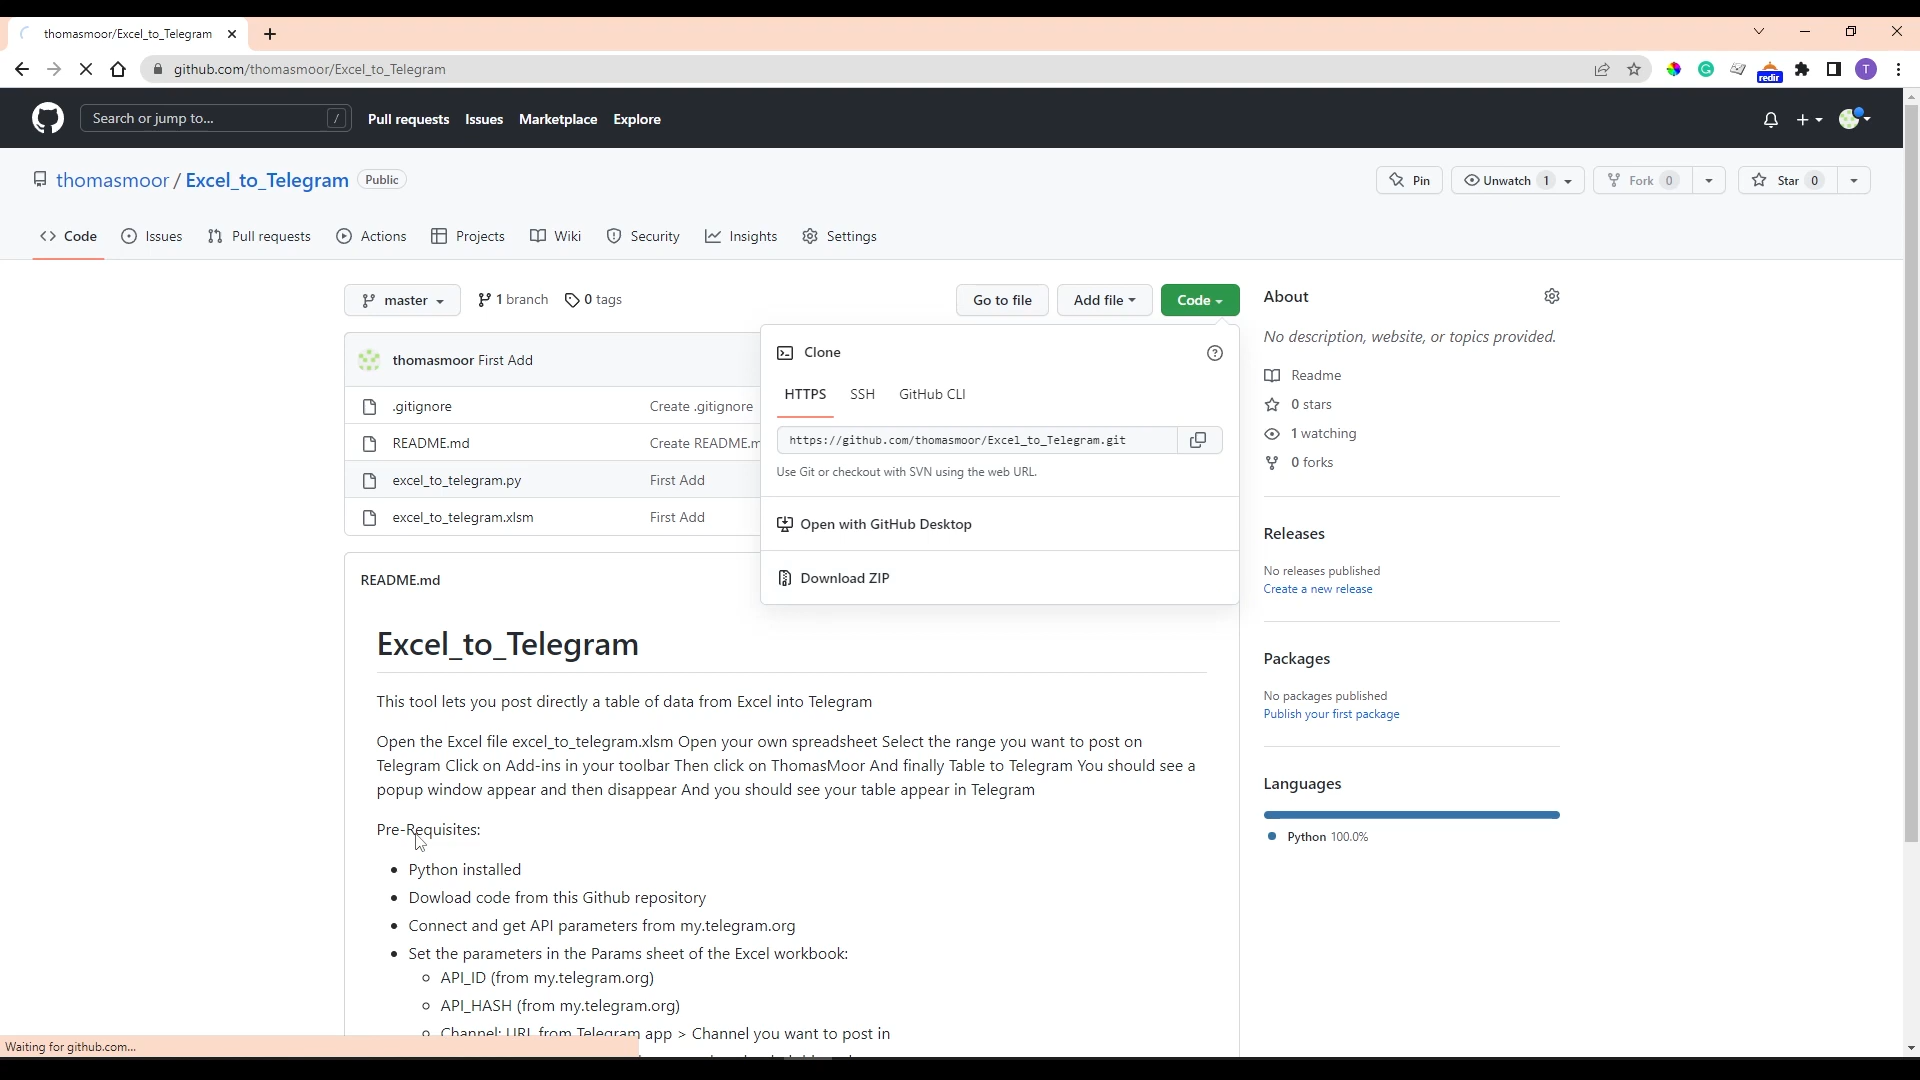 thomasmoor/Excel_to_Telegram
github.com/thomasmoor/Excel_to_Telegram
redir
T
Search or jump to... /
Pull requests Issues Marketplace Explore
thomasmoor / Excel_to_Telegram Public
Pin Unwatch 1 Fork 0 Star 0
Code Issues Pull requests Actions Projects Wiki Security Insights Settings
master 1 branch 0 tags Go to file Add file Code
thomasmoor First Add
.gitignore Create .gitignore
README.md Create README.m
excel_to_telegram.py First Add
excel_to_telegram.xlsm First Add
Clone
HTTPS SSH GitHub CLI
https://github.com/thomasmoor/Excel_to_Telegram.git
Use Git or checkout with SVN using the web URL.
Open with GitHub Desktop
Download ZIP
README.md
Excel_to_Telegram
This tool lets you post directly a table of data from Excel into Telegram
Open the Excel file excel_to_telegram.xlsm Open your own spreadsheet Select the range you want to post on
Telegram Click on Add-ins in your toolbar Then click on ThomasMoor And finally Table to Telegram You should see a
popup window appear and then disappear And you should see your table appear in Telegram
Pre-Requisites:
Python installed
Dowload code from this Github repository
Connect and get API parameters from my.telegram.org
Set the parameters in the Params sheet of the Excel workbook:
API_ID (from my.telegram.org)
API_HASH (from my.telegram.org)
Channel: URL from Telegram app > Channel you want to post in
About
No description, website, or topics provided.
Readme
0 stars
1 watching
0 forks
Releases
No releases published
Create a new release
Packages
No packages published
Publish your first package
Languages
Python 100.0%
Waiting for github.com...